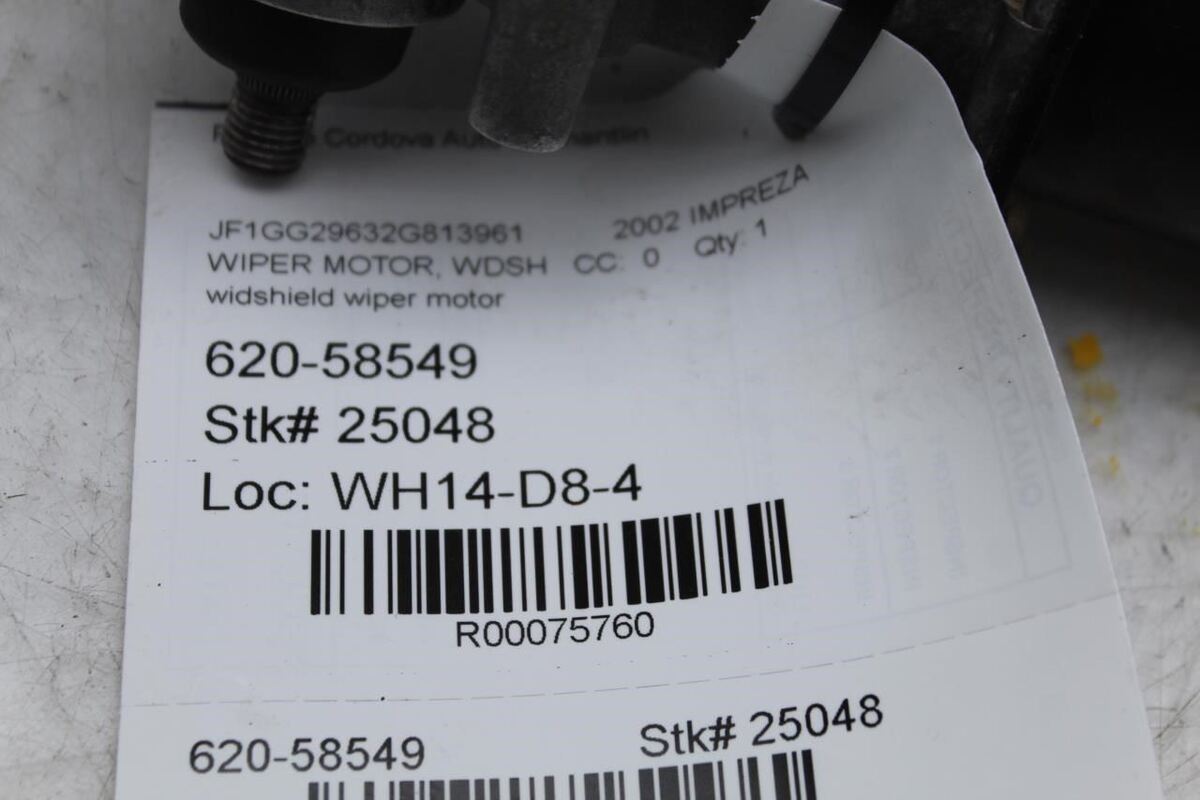 Cordova
JF1GG29632G813961 2002 IMPREZA
WIPER MOTOR, WDSH CC: 0 Qty: 1
widshield wiper motor
620-58549
Stk# 25048
Loc: WH14-D8-4
R00075760
620-58549 Stk# 25048